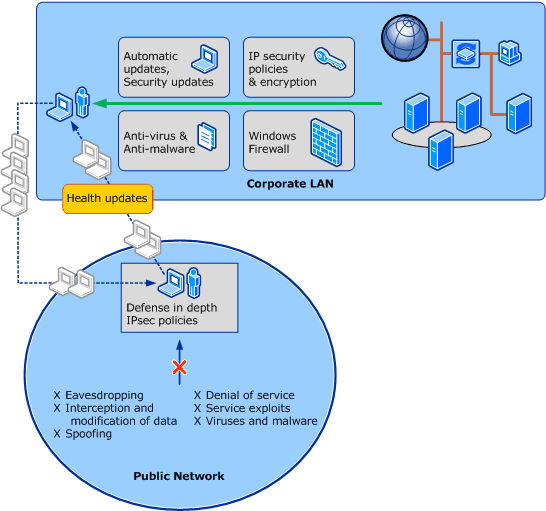 Automatic
updates,
Security updates
IP security
policies
& encryption
Anti-virus &
Anti-malware
Windows
Firewall
Corporate LAN
Health updates
Defense in depth
IPsec policies
X Eavesdropping
X Interception and
modification of data
X Spoofing
X Denial of service
X Service exploits
X Viruses and malware
Public Network